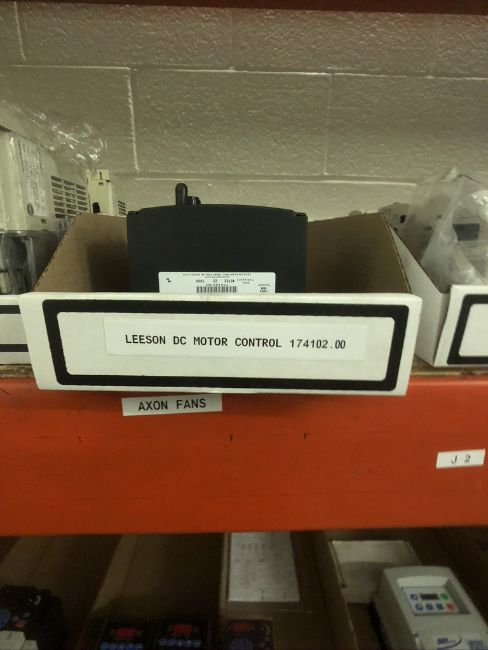 LEESON DC MOTOR CONTROL 174102.00
AXON FANS
J 2